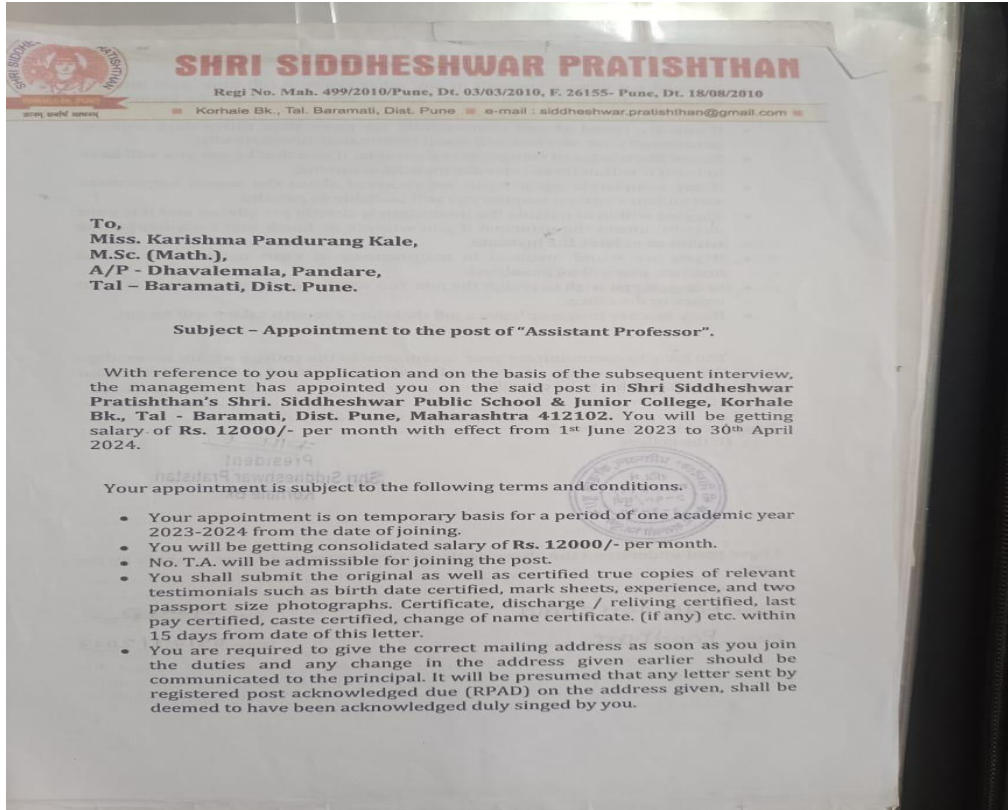 SHRI SIDDHESHWAR PRATISHTHAN
Regi No. Mah. 499/2010/Pune, Dt. 03/03/2010, F. 26155- Pune, Dt. 18/08/2010
Korhale Bk., Tal. Baramati, Dist. Pune e-mail : siddheshwar.pratishthan@gmail.com
To,
Miss. Karishma Pandurang Kale,
M.Sc. (Math.),
A/P - Dhavalemala, Pandare,
Tal – Baramati, Dist. Pune.
Subject – Appointment to the post of “Assistant Professor”.
With reference to you application and on the basis of the subsequent interview,
the management has appointed you on the said post in Shri Siddheshwar
Pratishthan’s Shri. Siddheshwar Public School & Junior College, Korhale
Bk., Tal - Baramati, Dist. Pune, Maharashtra 412102. You will be getting
salary of Rs. 12000/- per month with effect from 1st June 2023 to 30th April
2024.
Your appointment is subject to the following terms and conditions.
• Your appointment is on temporary basis for a period of one academic year
2023-2024 from the date of joining.
• You will be getting consolidated salary of Rs. 12000/- per month.
• No. T.A. will be admissible for joining the post.
• You shall submit the original as well as certified true copies of relevant
testimonials such as birth date certified, mark sheets, experience, and two
passport size photographs. Certificate, discharge / reliving certified, last
pay certified, caste certified, change of name certificate. (if any) etc. within
15 days from date of this letter.
• You are required to give the correct mailing address as soon as you join
the duties and any change in the address given earlier should be
communicated to the principal. It will be presumed that any letter sent by
registered post acknowledged due (RPAD) on the address given, shall be
deemed to have been acknowledged duly singed by you.